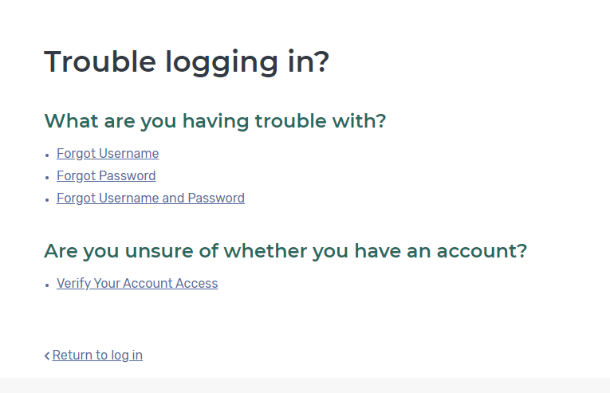 Trouble logging in?
What are you having trouble with?
Forgot Username
Forgot Password
Forgot Username and Password
Are you unsure of whether you have an account?
Verify Your Account Access
Return to log in